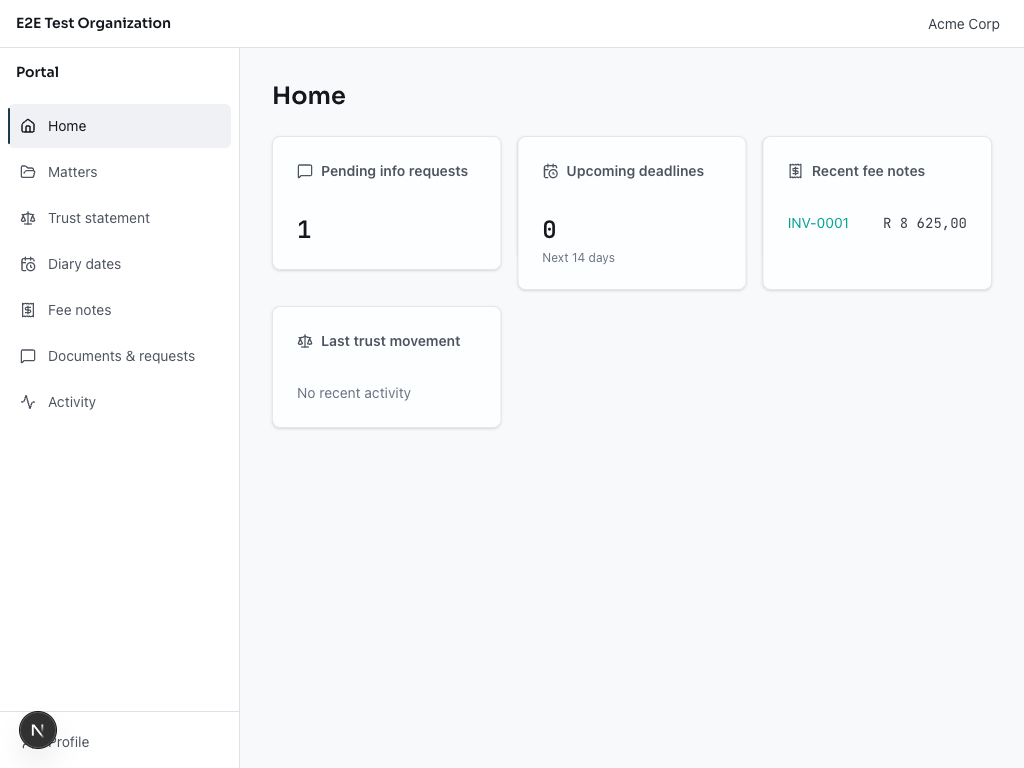 E2E Test Organization
Acme Corp
Portal
Home
Matters
Trust statement
Diary dates
Fee notes
Documents & requests
Activity
Profile
N
Home
Pending info requests
1
Upcoming deadlines
0
Next 14 days
Recent fee notes
INV-0001 R 8 625,00
Last trust movement
No recent activity